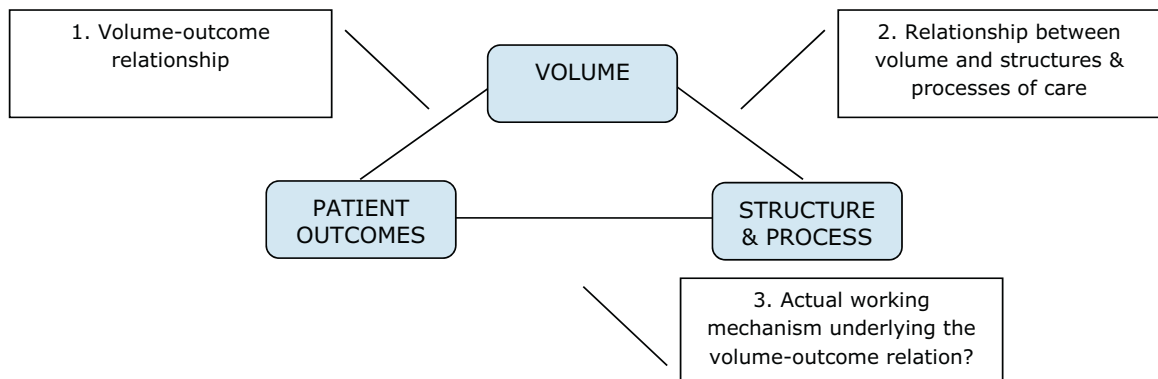 1. Volume-outcome
relationship
VOLUME
2. Relationship between
volume and structures &
processes of care
PATIENT
OUTCOMES
STRUCTURE
& PROCESS
3. Actual working
mechanism underlying the
volume-outcome relation?